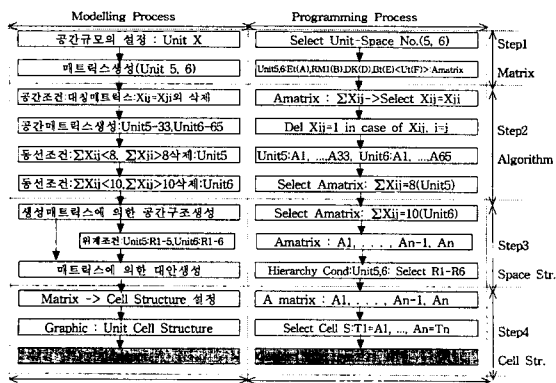 Modelling Process
Programming Process
공간규모의 설정 : Unit X
Select Unit-Space No.(5, 6)
Step1
매트릭스생성(Unit 5, 6)
Unit5,6:Et(A),RM1(B),DK(D),Bt(E)<Ut(F)>:Amatrix
Matrix
공간조건:대칭매트릭스:Xij=Xji외 삭제
Amatrix : ∑Xij->Select Xij=Xji
공간매트릭스생성:Unit5-33,Unit6-65
Del Xij=1 in case of Xij, i=j
Step2
동선조건:∑Xij<8, ∑Xij>8삭제:Unit5
Unit5:A1, ...,A33, Unit6:A1, ...,A65
Algorithm
동선조건:∑Xij<10,∑Xij>10삭제:Unit6
Select Amatrix: ∑Xij=8(Unit5)
생성매트릭스에 의한 공간구조생성
Select Amatrix: ∑Xij=10(Unit6)
위계조건:Unit5:R1-5,Unit6:R1-6
Amatrix : A1, . . . , An-1, An
Step3
매트릭스에 의한 대안생성
Hierarchy Cond:Unit5,6: Select R1-R6
Space Str.
Matrix -> Cell Structure 설정
A matrix : A1, . . . , An-1, An
Graphic : Unit Cell Structure
Select Cell S:T1=A1, ..., An=Tn
Step4
Cell Str.